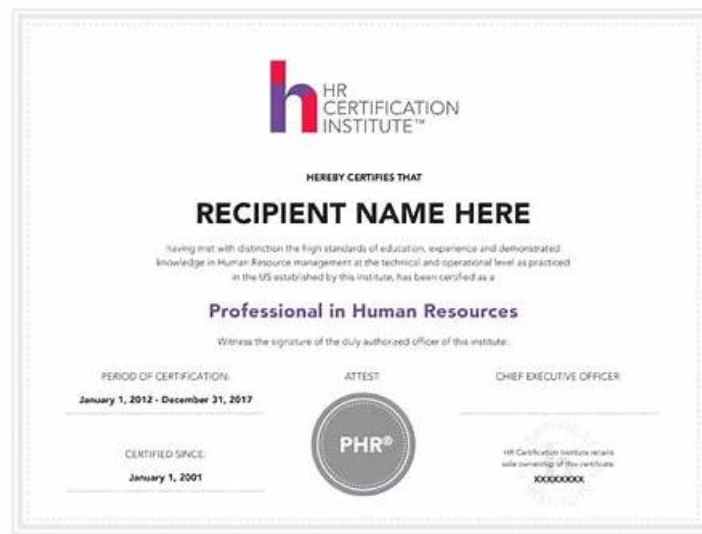 HR
CERTIFICATION
INSTITUTE™
HEREBY CERTIFIES THAT
RECIPIENT NAME HERE
having met with distinction the high standards of education, experience and demonstrated
knowledge in Human Resource management at the technical and operational level as practiced
in the US established by this institute, has been certified as a
Professional in Human Resources
Witness the signature of the duly authorized officer of this institute:
PERIOD OF CERTIFICATION:
January 1, 2012 - December 31, 2017
ATTEST:
CHIEF EXECUTIVE OFFICER:
CERTIFIED SINCE:
January 1, 2001
PHR®
HR Certification Institute retains
sole ownership of this certificate.
XXXXXXXX